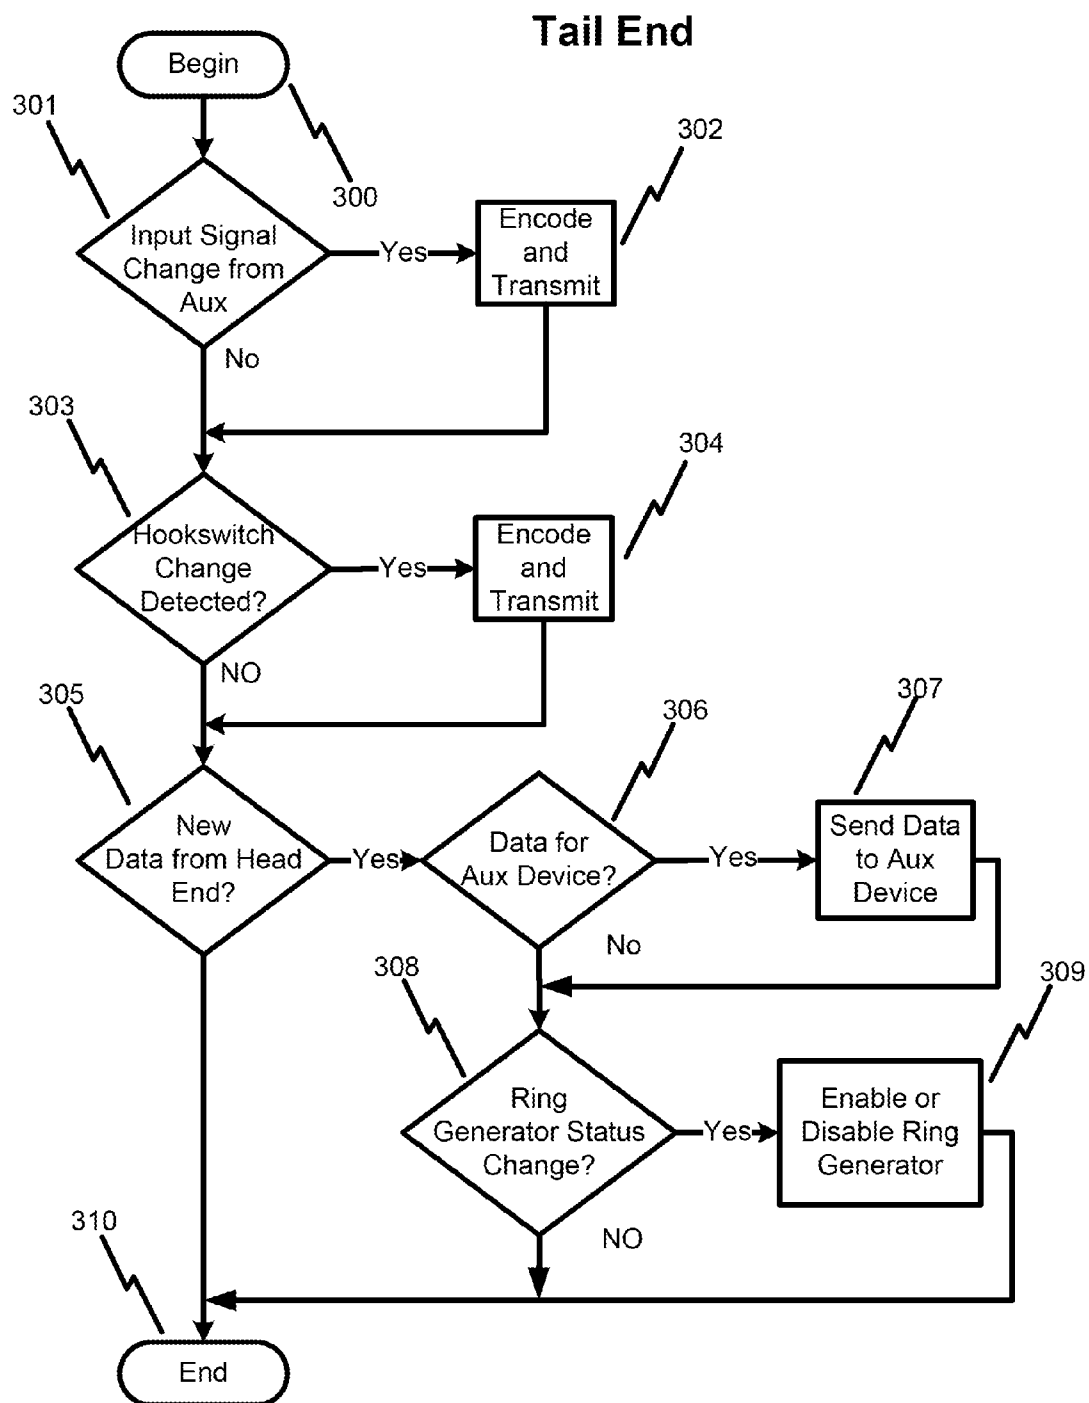 Tail End
Begin
301
300
302
Input Signal
Change from
Aux
Yes
Encode
and
Transmit
No
303
304
Hookswitch
Change
Detected?
Yes
Encode
and
Transmit
NO
305
306
307
New
Data from Head
End?
Yes
Data for
Aux Device?
Yes
Send Data
to Aux
Device
No
308
309
Ring
Generator Status
Change?
Yes
Enable or
Disable Ring
Generator
NO
310
End